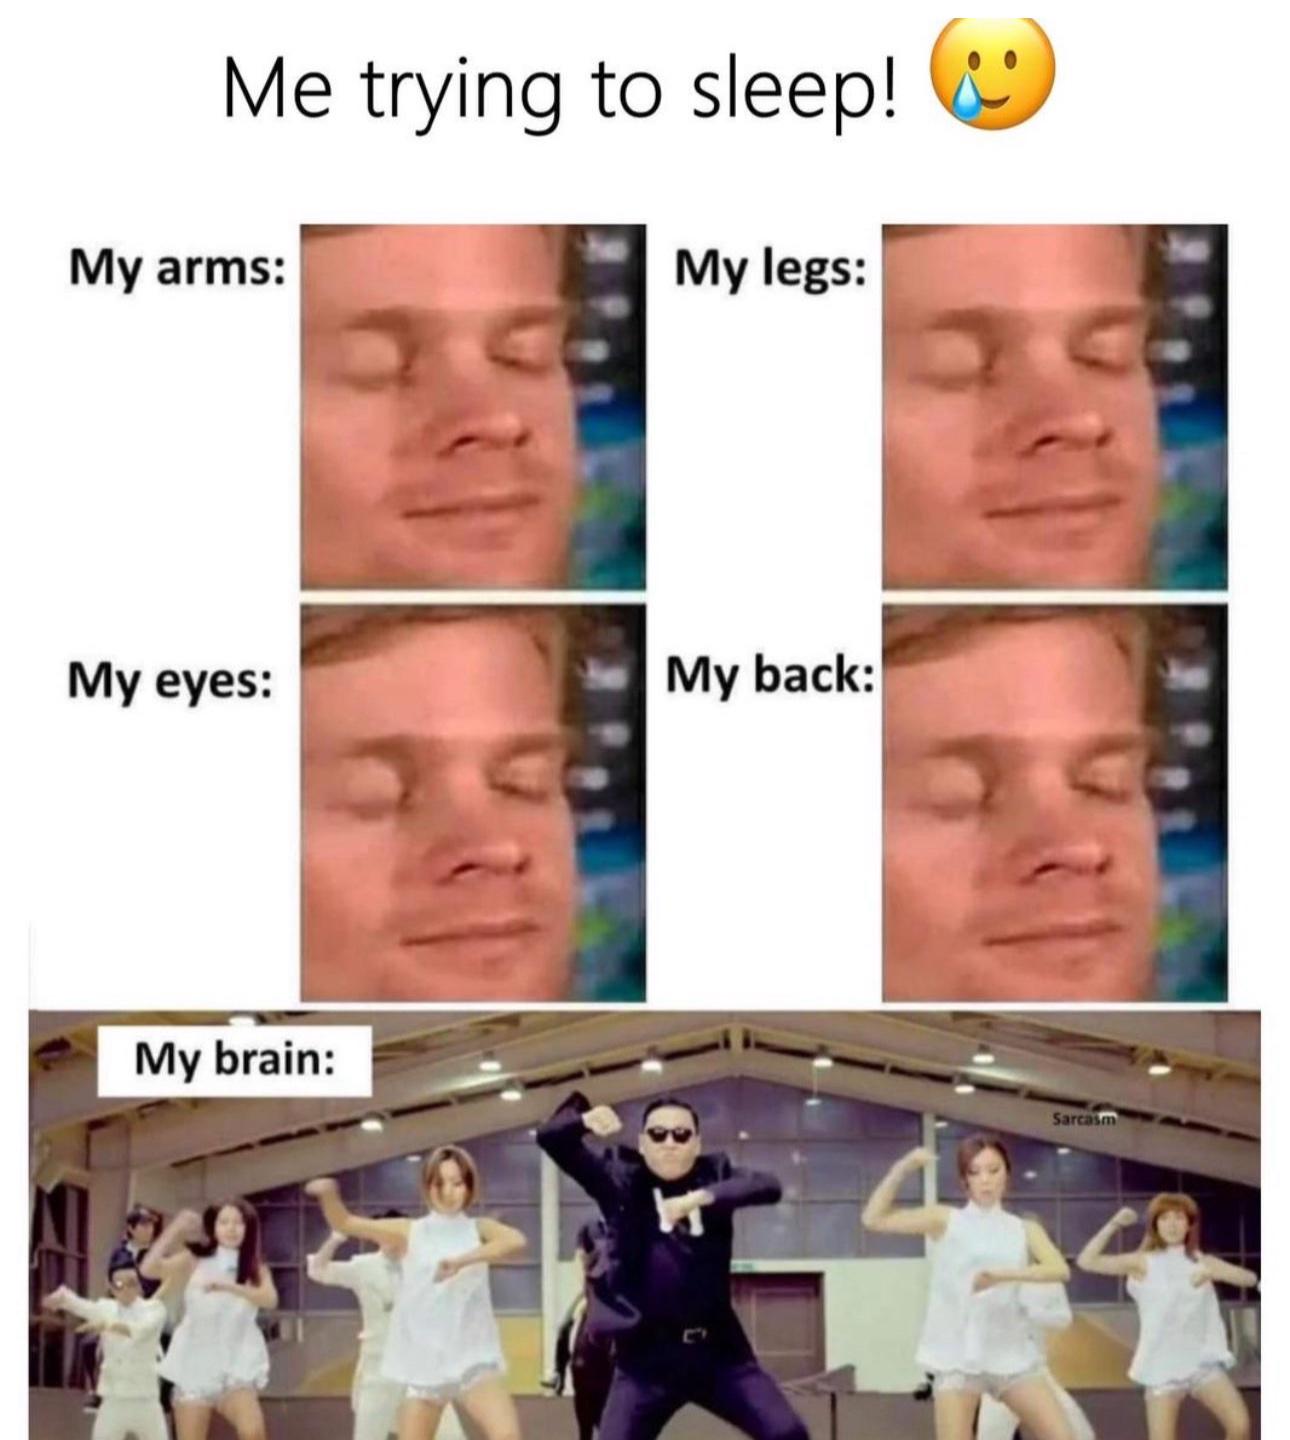 Me trying to sleep! 🥲
My arms:
My legs:
My eyes:
My back:
My brain:
Sarcasm